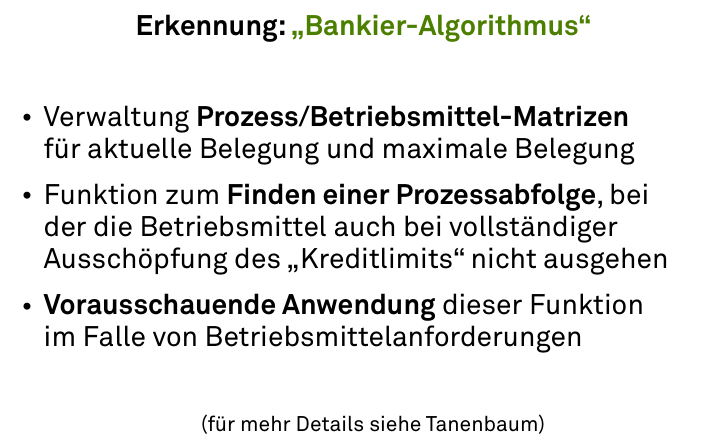 Erkennung: „Bankier-Algorithmus“
• Verwaltung Prozess/Betriebsmittel-Matrizen
für aktuelle Belegung und maximale Belegung
• Funktion zum Finden einer Prozessabfolge, bei
der die Betriebsmittel auch bei vollständiger
Ausschöpfung des „Kreditlimits“ nicht ausgehen
• Vorausschauende Anwendung dieser Funktion
im Falle von Betriebsmittelanforderungen
(für mehr Details siehe Tanenbaum)